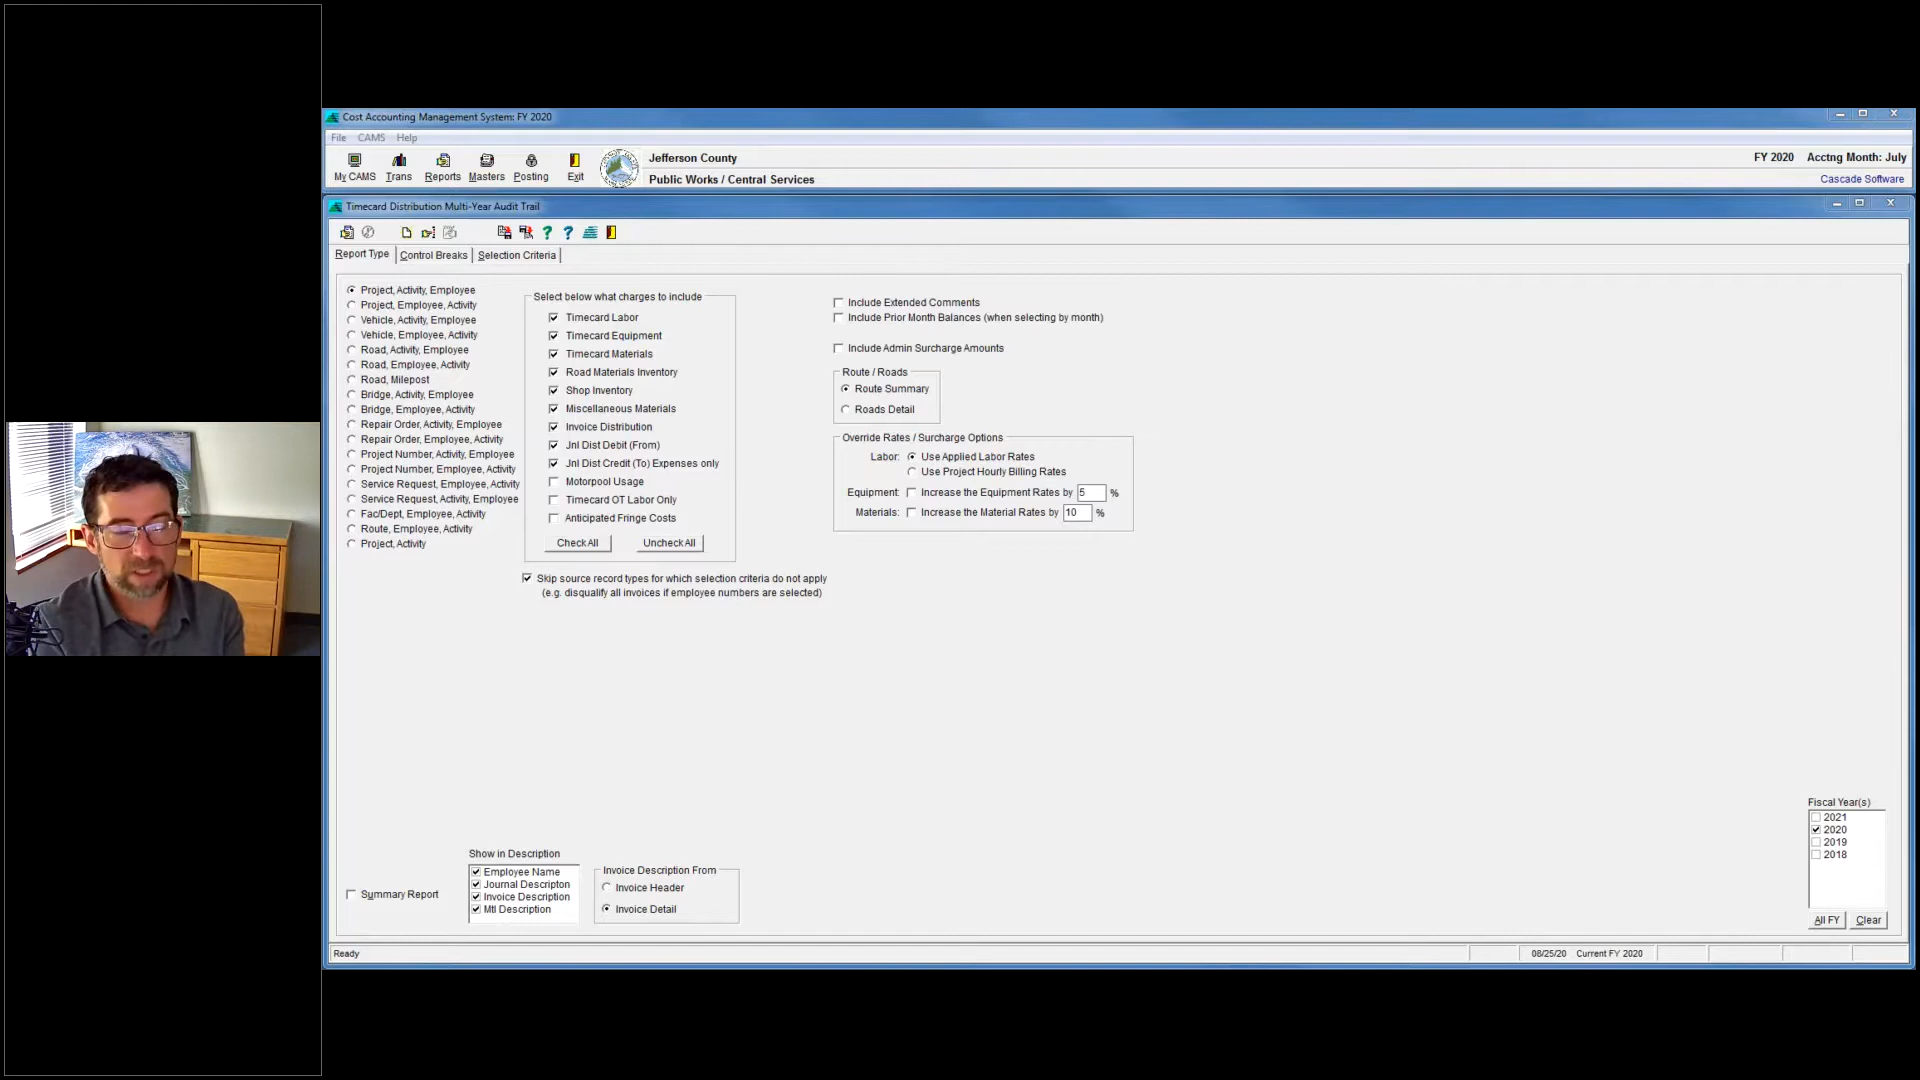 Cost Accounting Management System: FY 2020
File CAMS Help
My CAMS Trans Reports Masters Posting Exit
Jefferson County
Public Works / Central Services
FY 2020 Acctng Month: July
Cascade Software
Timecard Distribution Multi-Year Audit Trail
Report Type Control Breaks Selection Criteria
Project, Activity, Employee
Project, Employee, Activity
Vehicle, Activity, Employee
Vehicle, Employee, Activity
Road, Activity, Employee
Road, Employee, Activity
Road, Milepost
Bridge, Activity, Employee
Bridge, Employee, Activity
Repair Order, Activity, Employee
Repair Order, Employee, Activity
Project Number, Activity, Employee
Project Number, Employee, Activity
Service Request, Employee, Activity
Service Request, Activity, Employee
Fac/Dept, Employee, Activity
Route, Employee, Activity
Project, Activity
Select below what charges to include
Timecard Labor
Timecard Equipment
Timecard Materials
Road Materials Inventory
Shop Inventory
Miscellaneous Materials
Invoice Distribution
Jnl Dist Debit (From)
Jnl Dist Credit (To) Expenses only
Motorpool Usage
Timecard OT Labor Only
Anticipated Fringe Costs
Check All Uncheck All
Skip source record types for which selection criteria do not apply
(e.g. disqualify all invoices if employee numbers are selected)
Include Extended Comments
Include Prior Month Balances (when selecting by month)
Include Admin Surcharge Amounts
Route / Roads
Route Summary
Roads Detail
Override Rates / Surcharge Options
Labor: Use Applied Labor Rates
Use Project Hourly Billing Rates
Equipment: Increase the Equipment Rates by 5 %
Materials: Increase the Material Rates by 10 %
Fiscal Year(s)
2021
2020
2019
2018
All FY Clear
Summary Report
Show in Description
Employee Name
Journal Descripton
Invoice Description
Mtl Description
Invoice Description From
Invoice Header
Invoice Detail
Ready
08/25/20 Current FY 2020